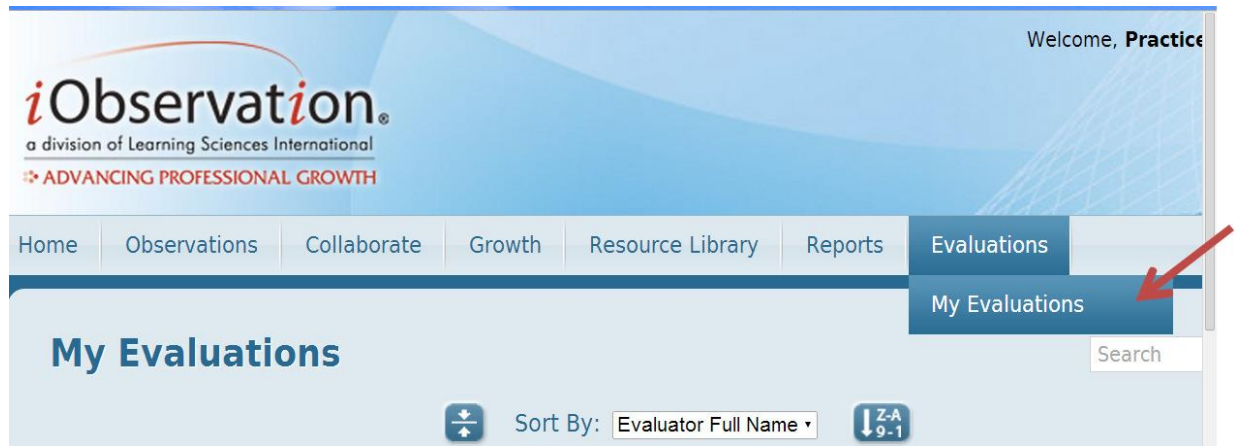 Welcome, Practice
iObservation®
a division of Learning Sciences International
ADVANCING PROFESSIONAL GROWTH
Home Observations Collaborate Growth Resource Library Reports Evaluations
My Evaluations
My Evaluations
Search
Sort By: Evaluator Full Name Z-A
9-1